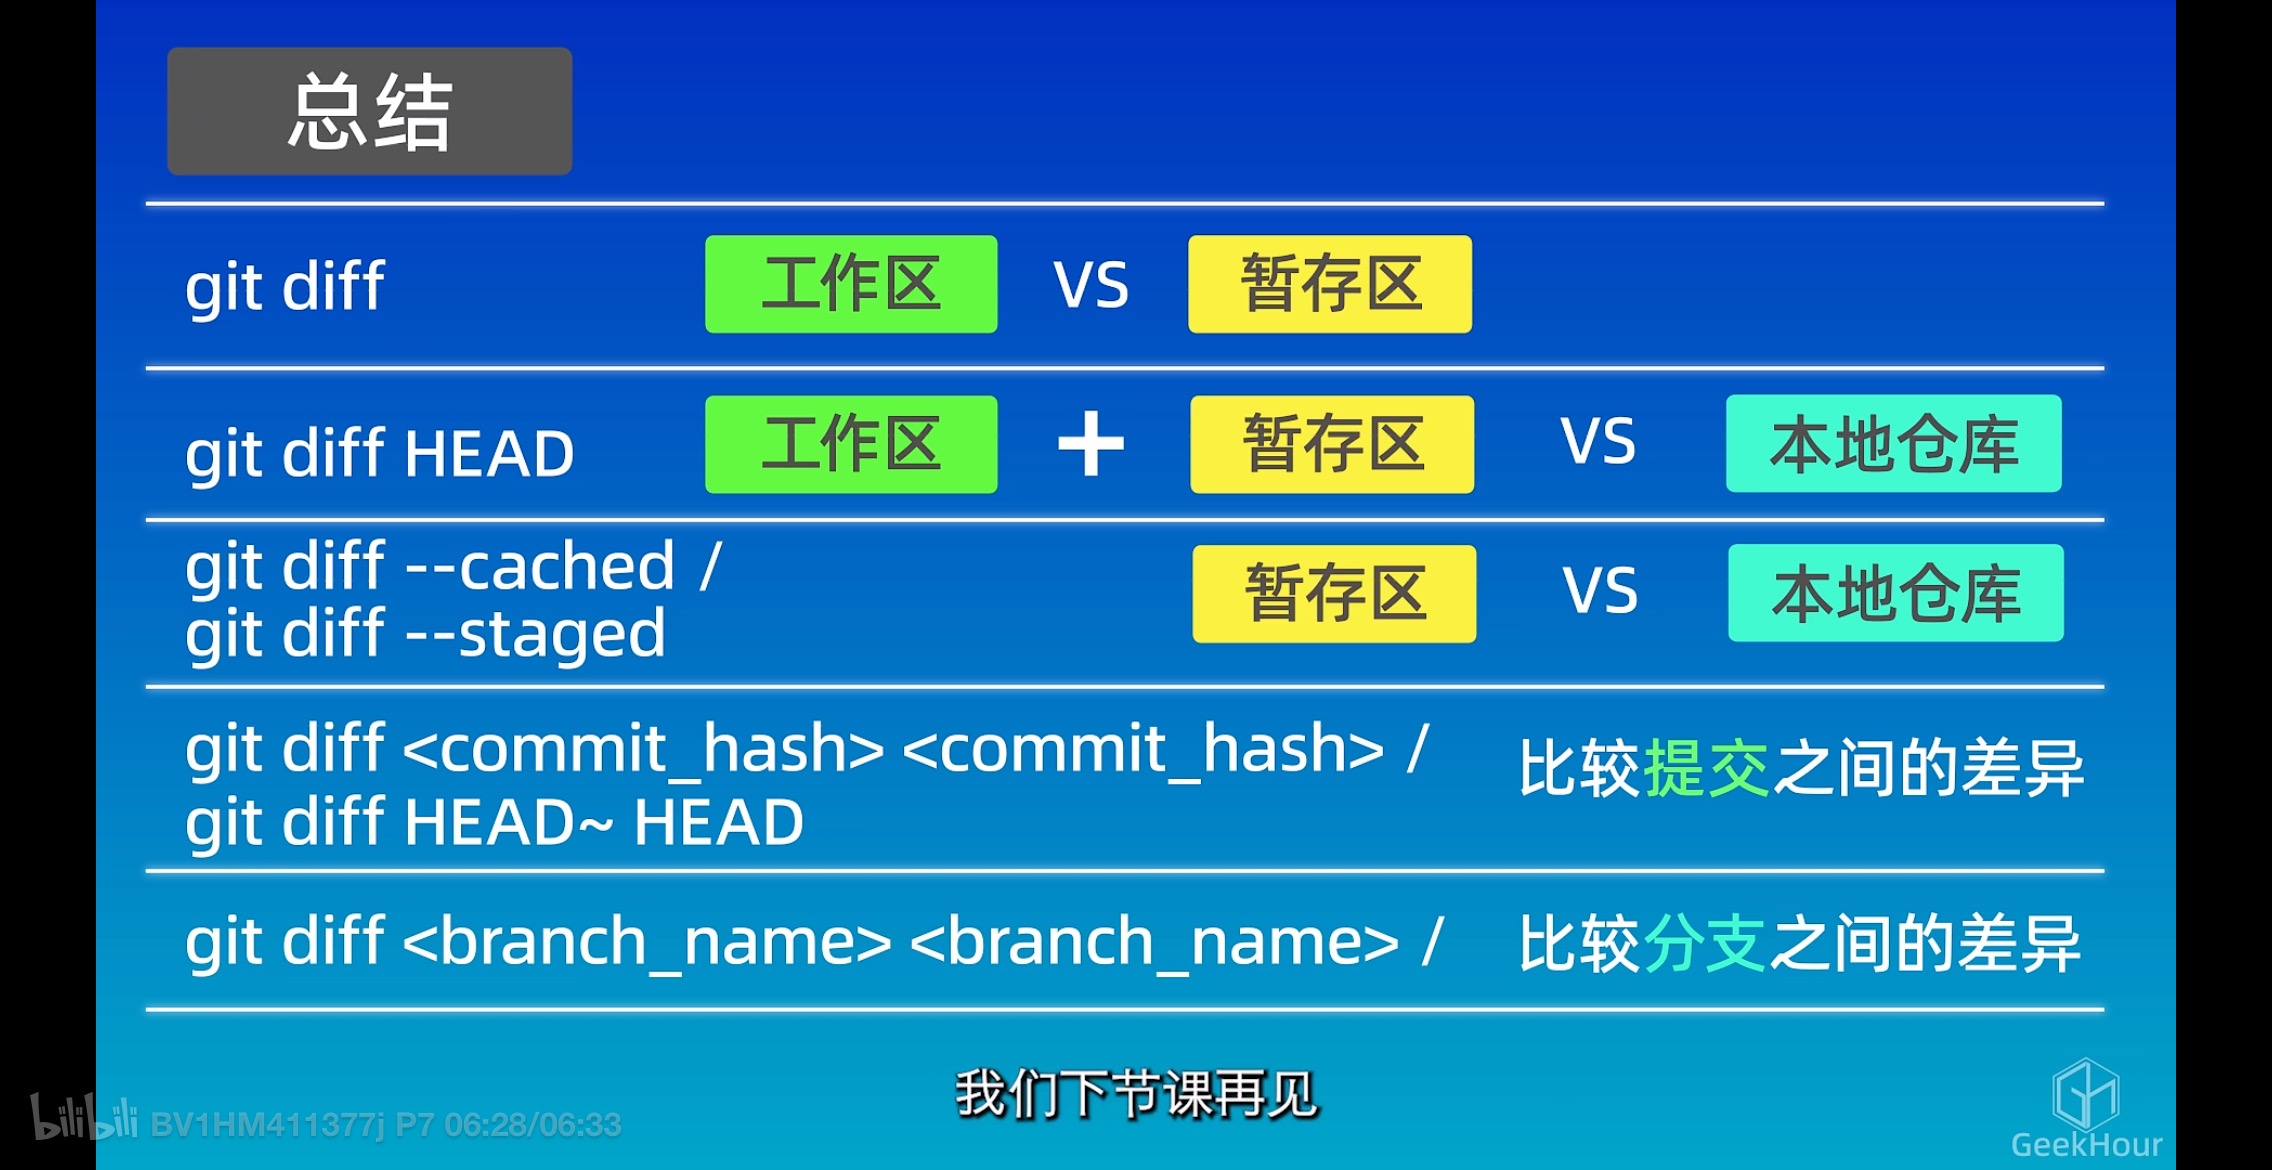 总结
git diff 工作区 VS 暂存区
git diff HEAD 工作区 + 暂存区 VS 本地仓库
git diff --cached /
git diff --staged 暂存区 VS 本地仓库
git diff <commit_hash> <commit_hash> /
git diff HEAD~ HEAD 比较提交之间的差异
git diff <branch_name> <branch_name> / 比较分支之间的差异
我们下节课再见
bilibili BV1HM411377j P7 06:28/06:33
GeekHour